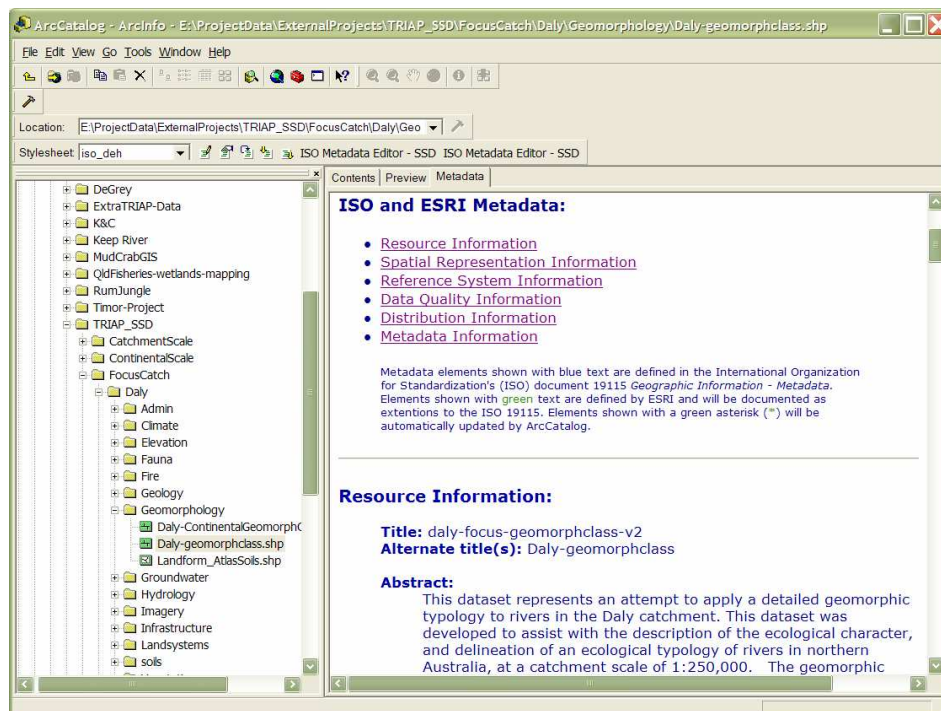 ArcCatalog - ArcInfo - E:\ProjectData\ExternalProjects\TRIAP_SSD\FocusCatch\Daly\Geomorphology\Daly-geomorphclass.shp
File Edit View Go Tools Window Help
Location: E:\ProjectData\ExternalProjects\TRIAP_SSD\FocusCatch\Daly\Geo
Stylesheet: iso_deh ISO Metadata Editor - SSD ISO Metadata Editor - SSD
DeGrey
ExtraTRIAP-Data
K&C
Keep River
MudCrabGIS
QldFisheries-wetlands-mapping
RumJungle
Timor-Project
TRIAP_SSD
CatchmentScale
ContinentalScale
FocusCatch
Daly
Admin
Climate
Elevation
Fauna
Fire
Geology
Geomorphology
Daly-ContinentalGeomorphC
Daly-geomorphclass.shp
Landform_AtlasSoils.shp
Groundwater
Hydrology
Imagery
Infrastructure
Landsystems
soils
Contents Preview Metadata
ISO and ESRI Metadata:
• Resource Information
• Spatial Representation Information
• Reference System Information
• Data Quality Information
• Distribution Information
• Metadata Information
Metadata elements shown with blue text are defined in the International Organization
for Standardization's (ISO) document 19115 Geographic Information - Metadata.
Elements shown with green text are defined by ESRI and will be documented as
extentions to the ISO 19115. Elements shown with a green asterisk (*) will be
automatically updated by ArcCatalog.
Resource Information:
Title: daly-focus-geomorphclass-v2
Alternate title(s): Daly-geomorphclass
Abstract:
This dataset represents an attempt to apply a detailed geomorphic
typology to rivers in the Daly catchment. This dataset was
developed to assist with the description of the ecological character,
and delineation of an ecological typology of rivers in northern
Australia, at a catchment scale of 1:250,000. The geomorphic